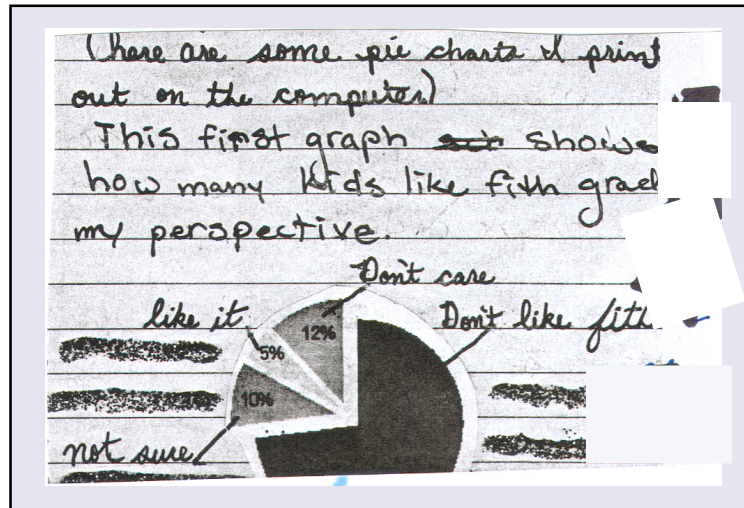 (here are some pie charts I print
out on the computer)
This first graph shows
how many kids like fith grad
my perspective.
Don't care
like it
Don't like fith
12%
5%
10%
not sure